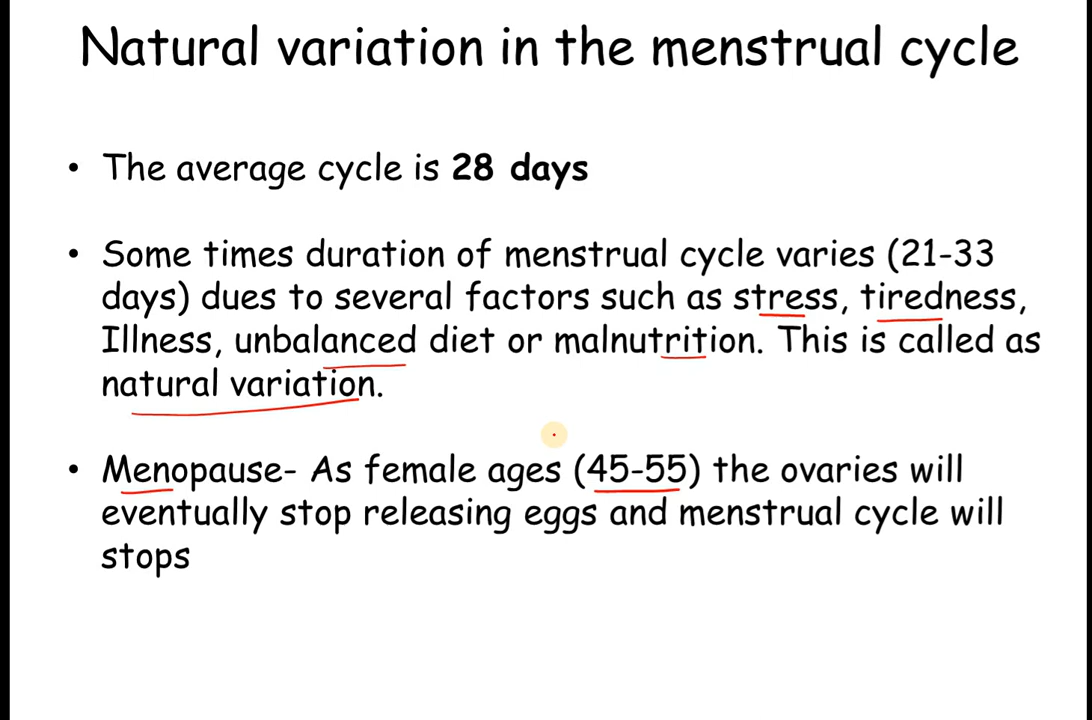 Natural variation in the menstrual cycle
• The average cycle is 28 days
• Some times duration of menstrual cycle varies (21-33
days) dues to several factors such as stress, tiredness,
Illness, unbalanced diet or malnutrition. This is called as
natural variation.
• Menopause- As female ages (45-55) the ovaries will
eventually stop releasing eggs and menstrual cycle will
stops